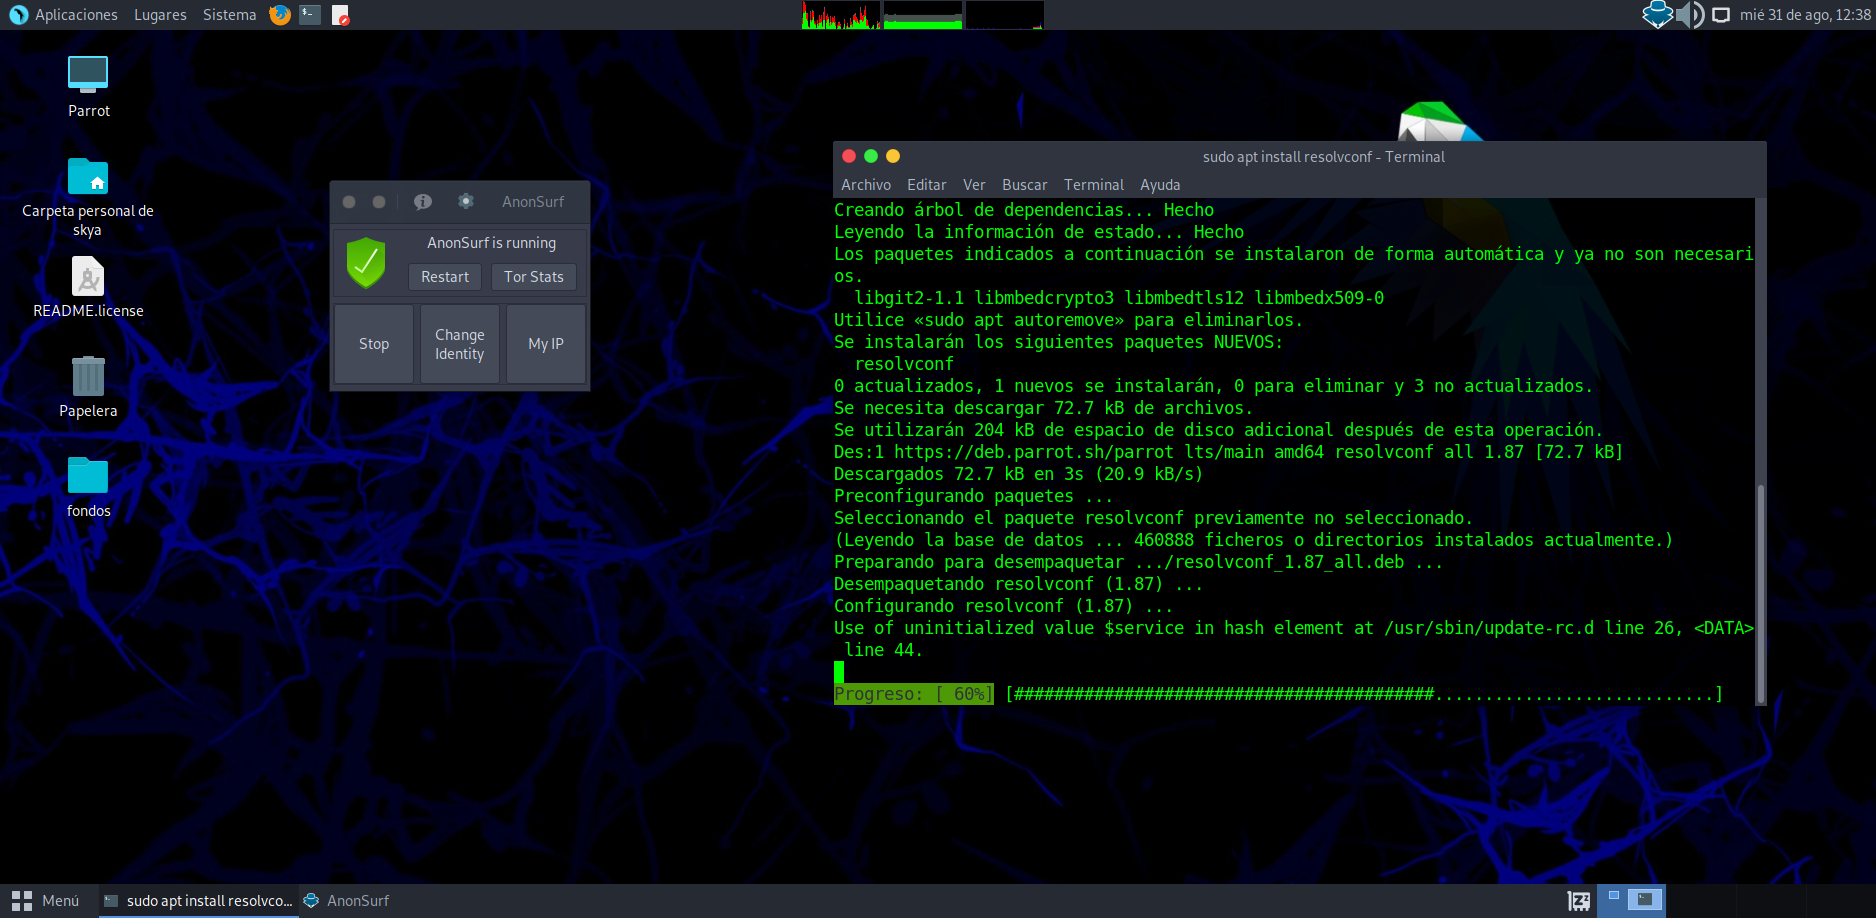 Aplicaciones Lugares Sistema
mié 31 de ago, 12:38
Parrot
Carpeta personal de
skya
README.license
Papelera
fondos
AnonSurf
AnonSurf is running
Restart Tor Stats
Stop
Change
Identity
My IP
sudo apt install resolvconf - Terminal
Archivo Editar Ver Buscar Terminal Ayuda
Creando árbol de dependencias... Hecho
Leyendo la información de estado... Hecho
Los paquetes indicados a continuación se instalaron de forma automática y ya no son necesari
os.
libgit2-1.1 libmbedcrypto3 libmbedtls12 libmbedx509-0
Utilice «sudo apt autoremove» para eliminarlos.
Se instalarán los siguientes paquetes NUEVOS:
resolvconf
0 actualizados, 1 nuevos se instalarán, 0 para eliminar y 3 no actualizados.
Se necesita descargar 72.7 kB de archivos.
Se utilizarán 204 kB de espacio de disco adicional después de esta operación.
Des:1 https://deb.parrot.sh/parrot lts/main amd64 resolvconf all 1.87 [72.7 kB]
Descargados 72.7 kB en 3s (20.9 kB/s)
Preconfigurando paquetes ...
Seleccionando el paquete resolvconf previamente no seleccionado.
(Leyendo la base de datos ... 460888 ficheros o directorios instalados actualmente.)
Preparando para desempaquetar .../resolvconf_1.87_all.deb ...
Desempaquetando resolvconf (1.87) ...
Configurando resolvconf (1.87) ...
Use of uninitialized value $service in hash element at /usr/sbin/update-rc.d line 26, <DATA>
line 44.
Progreso: [ 60%] [##########################################............................]
Menú sudo apt install resolvco... AnonSurf